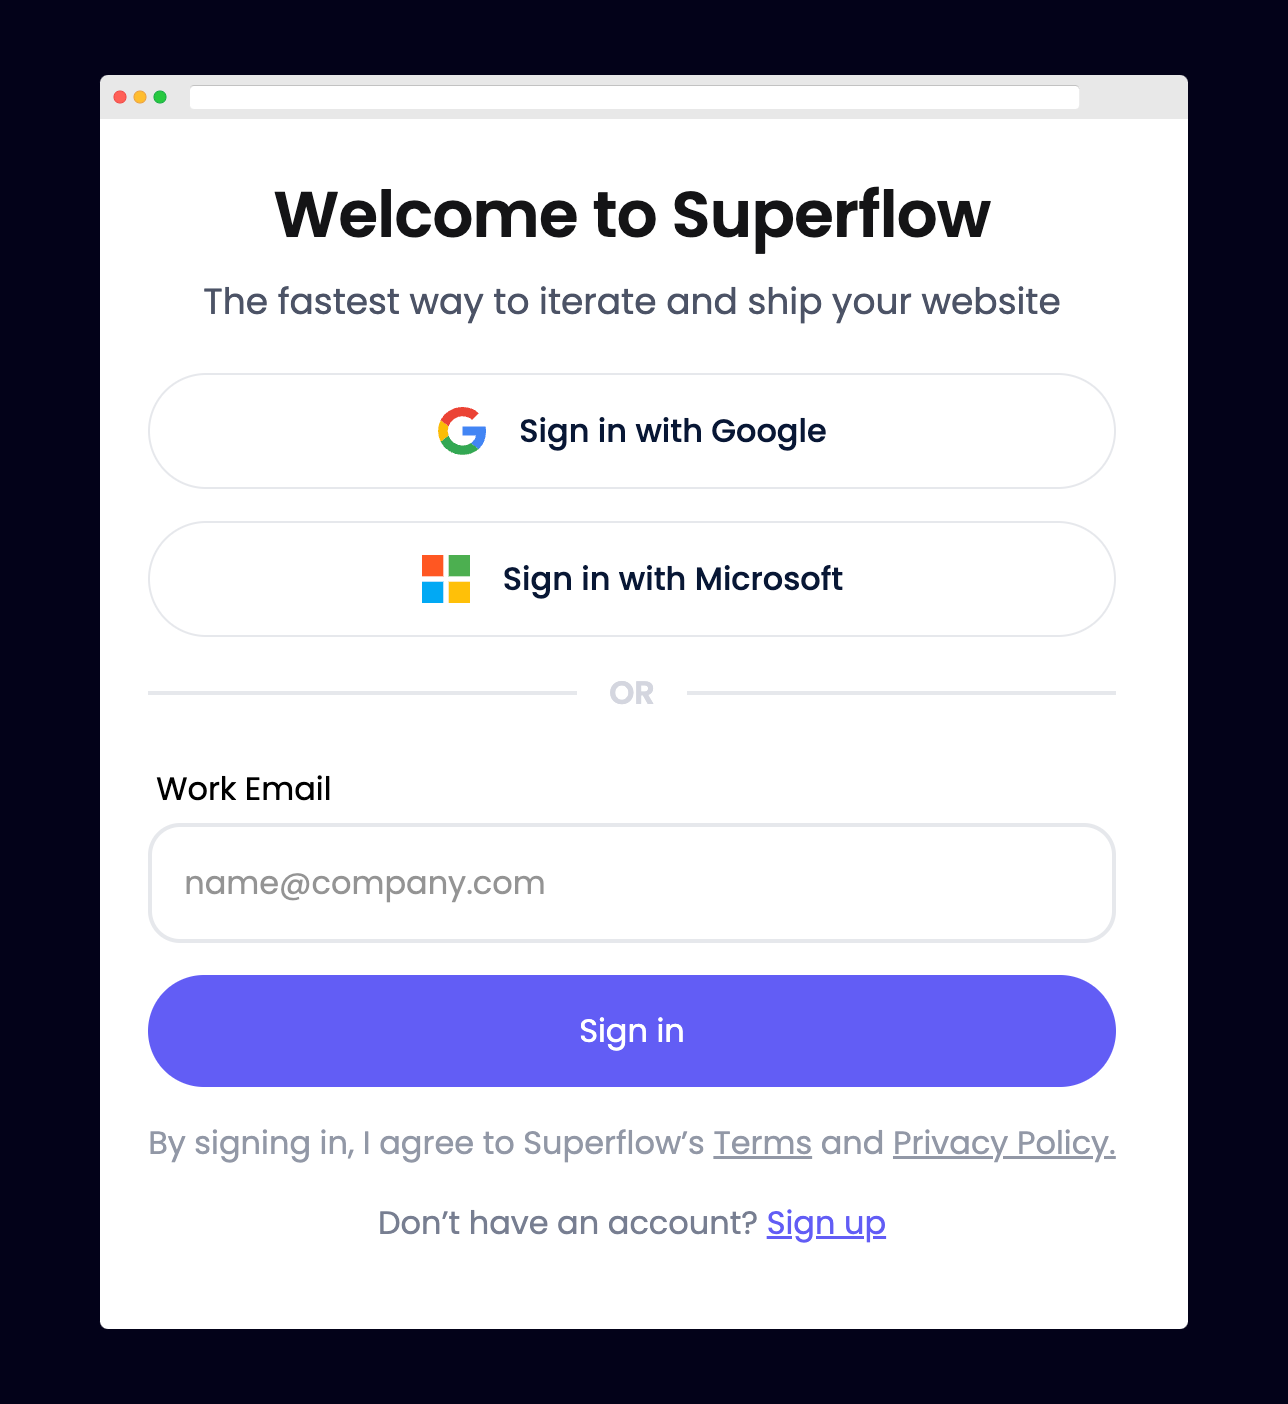 Welcome to Superflow
The fastest way to iterate and ship your website
Sign in with Google
Sign in with Microsoft
OR
Work Email
name@company.com
Sign in
By signing in, I agree to Superflow’s Terms and Privacy Policy.
Don’t have an account? Sign up